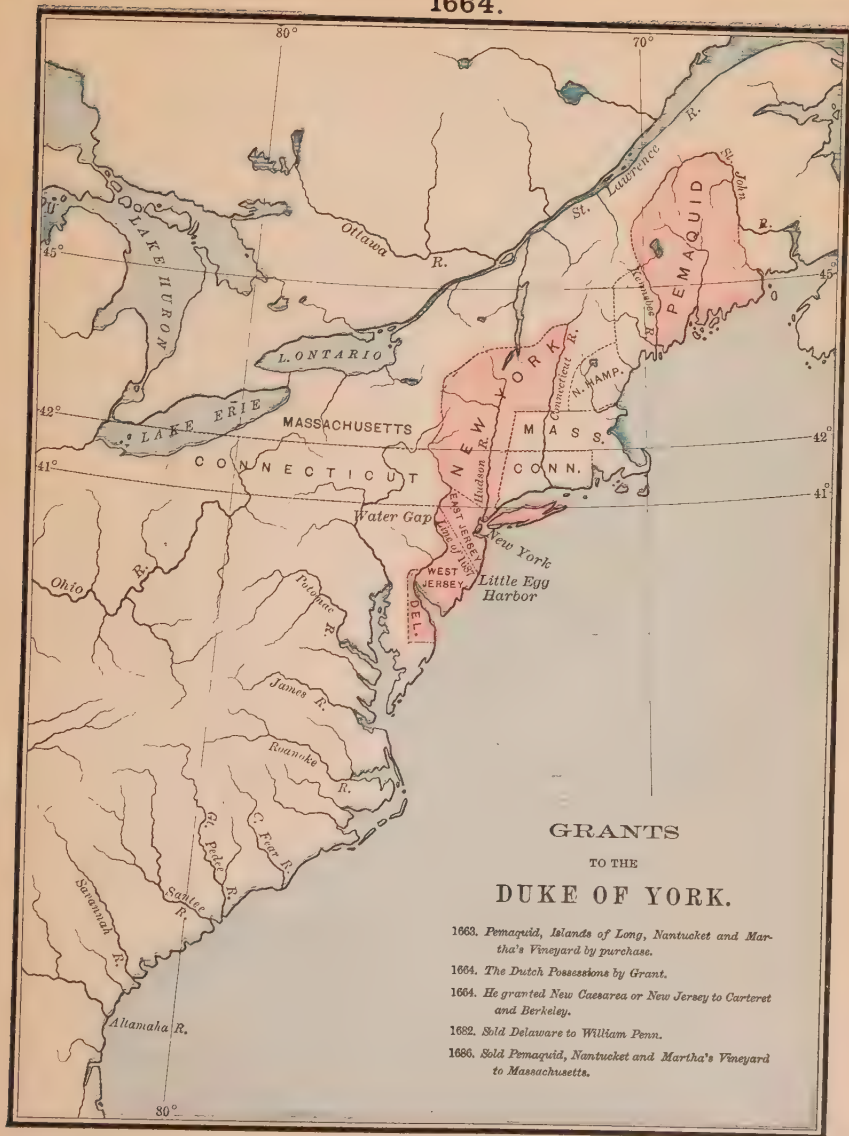 1664.
80°
70°
St. Lawrence R.
St. John R.
PEMAQUID
Kennebec R.
Ottawa R.
45°
45°
LAKE HURON
L. ONTARIO
LAKE ERIE
NEW YORK
Connecticut R.
N. HAMP.
42°
42°
MASSACHUSETTS
MASS.
CONNECTICUT
CONN.
Hudson R.
41°
41°
Water Gap
EAST JERSEY
Line of 1687
New York
WEST
JERSEY
Little Egg
Harbor
DEL.
Ohio R.
Potomac R.
James R.
Roanoke R.
Gt. Pedee R.
C. Fear R.
Santee R.
Savannah R.
Altamaha R.
80°
GRANTS
TO THE
DUKE OF YORK.
1663. Pemaquid, Islands of Long, Nantucket and Mar-
tha's Vineyard by purchase.
1664. The Dutch Possessions by Grant.
1664. He granted New Caesarea or New Jersey to Carteret
and Berkeley.
1682. Sold Delaware to William Penn.
1686. Sold Pemaquid, Nantucket and Martha's Vineyard
to Massachusetts.